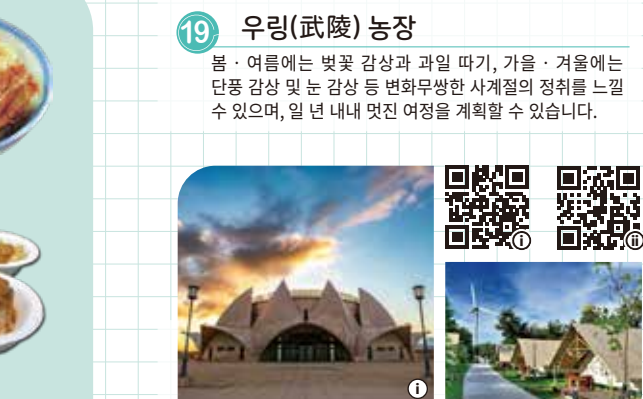 19 우링(武陵) 농장
봄 · 여름에는 벚꽃 감상과 과일 따기, 가을 · 겨울에는
단풍 감상 및 눈 감상 등 변화무쌍한 사계절의 정취를 느낄
수 있으며, 일 년 내내 멋진 여정을 계획할 수 있습니다.
i ii
i